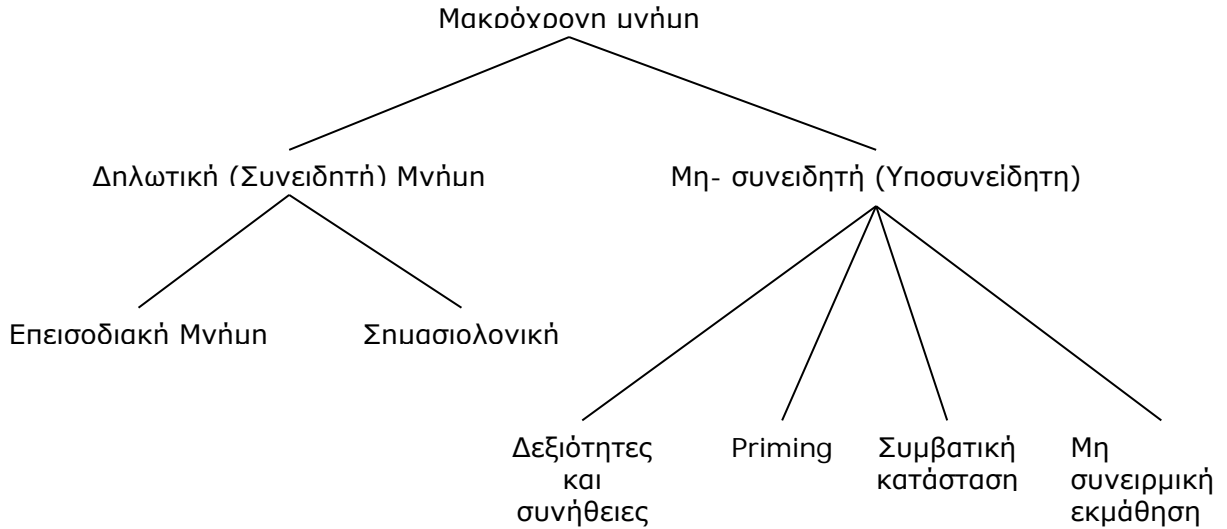 Μακρόχρονη μνήμη
Δηλωτική (Συνειδητή) Μνήμη
Μη- συνειδητή (Υποσυνείδητη)
Επεισοδιακή Μνήμη
Σημασιολογική
Δεξιότητες
και
συνήθειες
Priming
Συμβατική
κατάσταση
Μη
συνειρμική
εκμάθηση